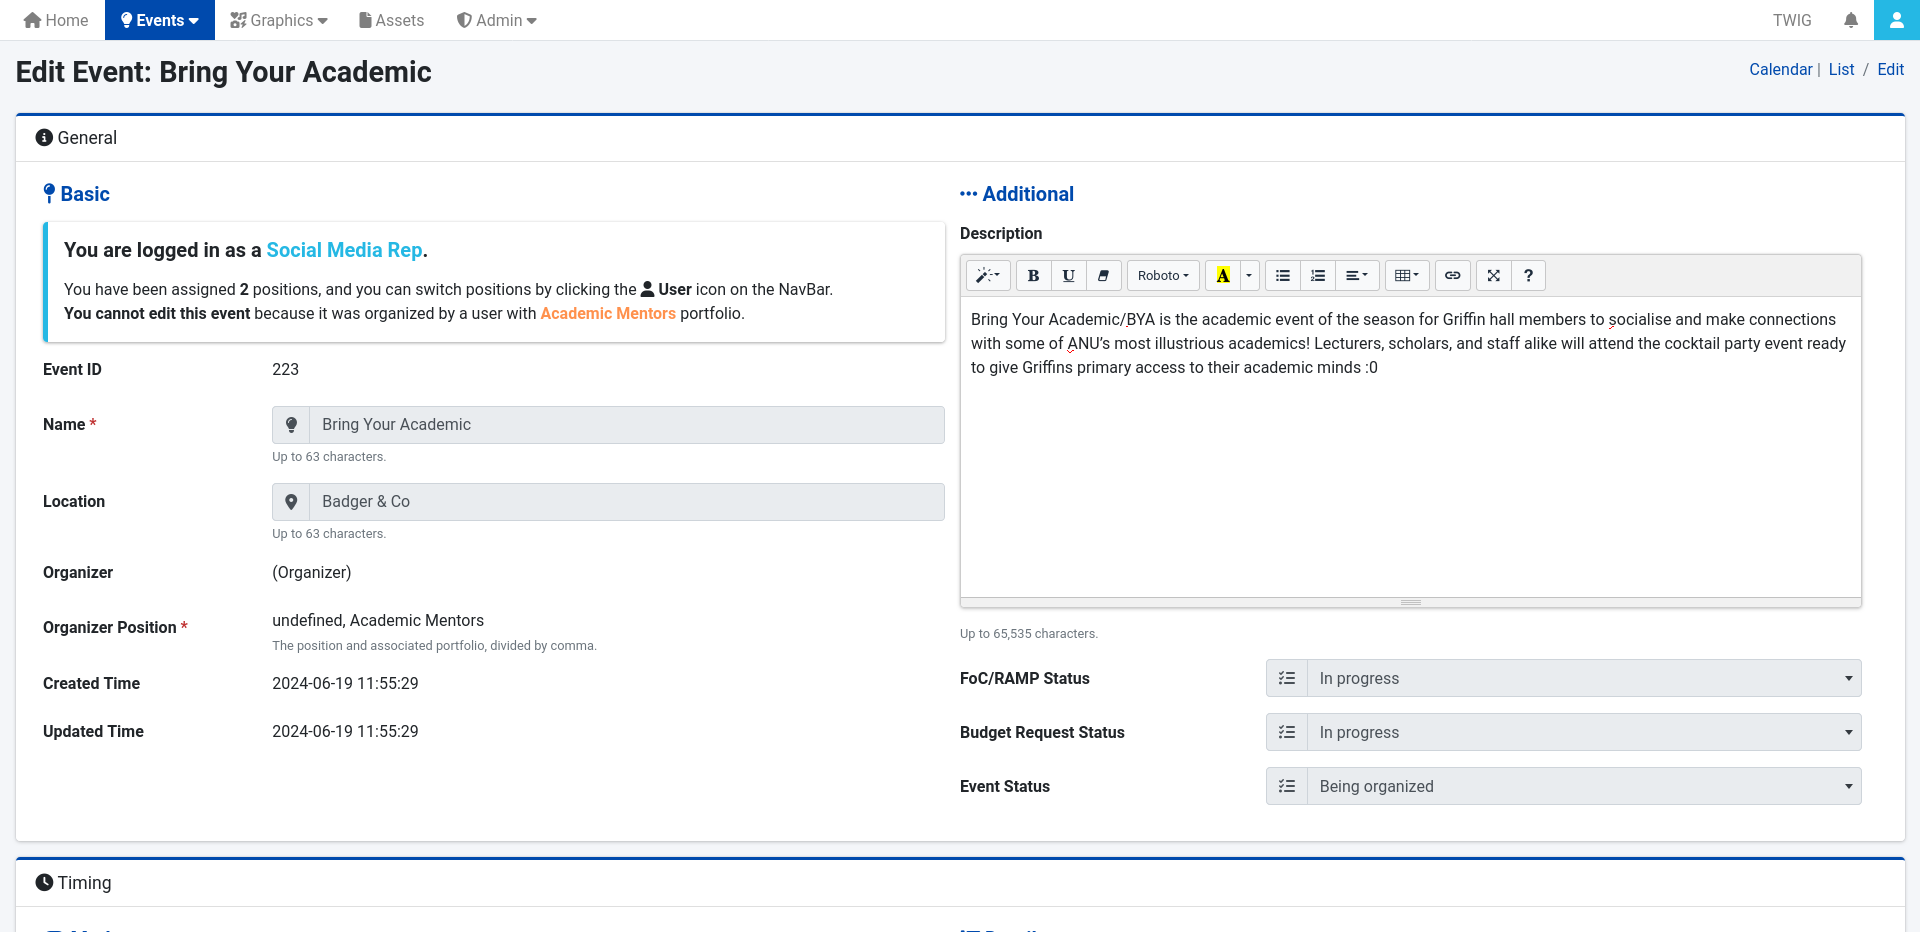 Home Events Graphics Assets Admin TWIG
Edit Event: Bring Your Academic
Calendar | List / Edit
General
Basic
You are logged in as a Social Media Rep.
You have been assigned 2 positions, and you can switch positions by clicking the User icon on the NavBar.
You cannot edit this event because it was organized by a user with Academic Mentors portfolio.
Event ID 223
Name * Bring Your Academic
Up to 63 characters.
Location Badger & Co
Up to 63 characters.
Organizer (Organizer)
Organizer Position * undefined, Academic Mentors
The position and associated portfolio, divided by comma.
Created Time 2024-06-19 11:55:29
Updated Time 2024-06-19 11:55:29
Additional
Description
B U Roboto A ?
Bring Your Academic/BYA is the academic event of the season for Griffin hall members to socialise and make connections
with some of ANU’s most illustrious academics! Lecturers, scholars, and staff alike will attend the cocktail party event ready
to give Griffins primary access to their academic minds :0
Up to 65,535 characters.
FoC/RAMP Status In progress
Budget Request Status In progress
Event Status Being organized
Timing